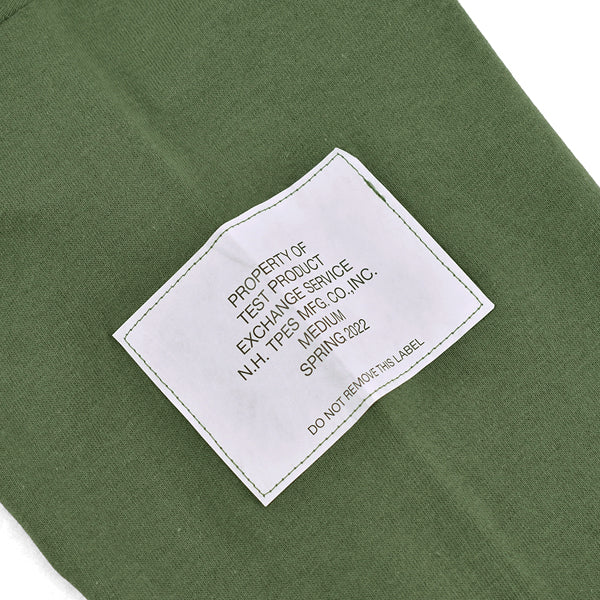 PROPERTY OF
TEST PRODUCT
EXCHANGE SERVICE
N.H. TPES MFG. CO., INC.
MEDIUM
SPRING 2022
DO NOT REMOVE THIS LABEL